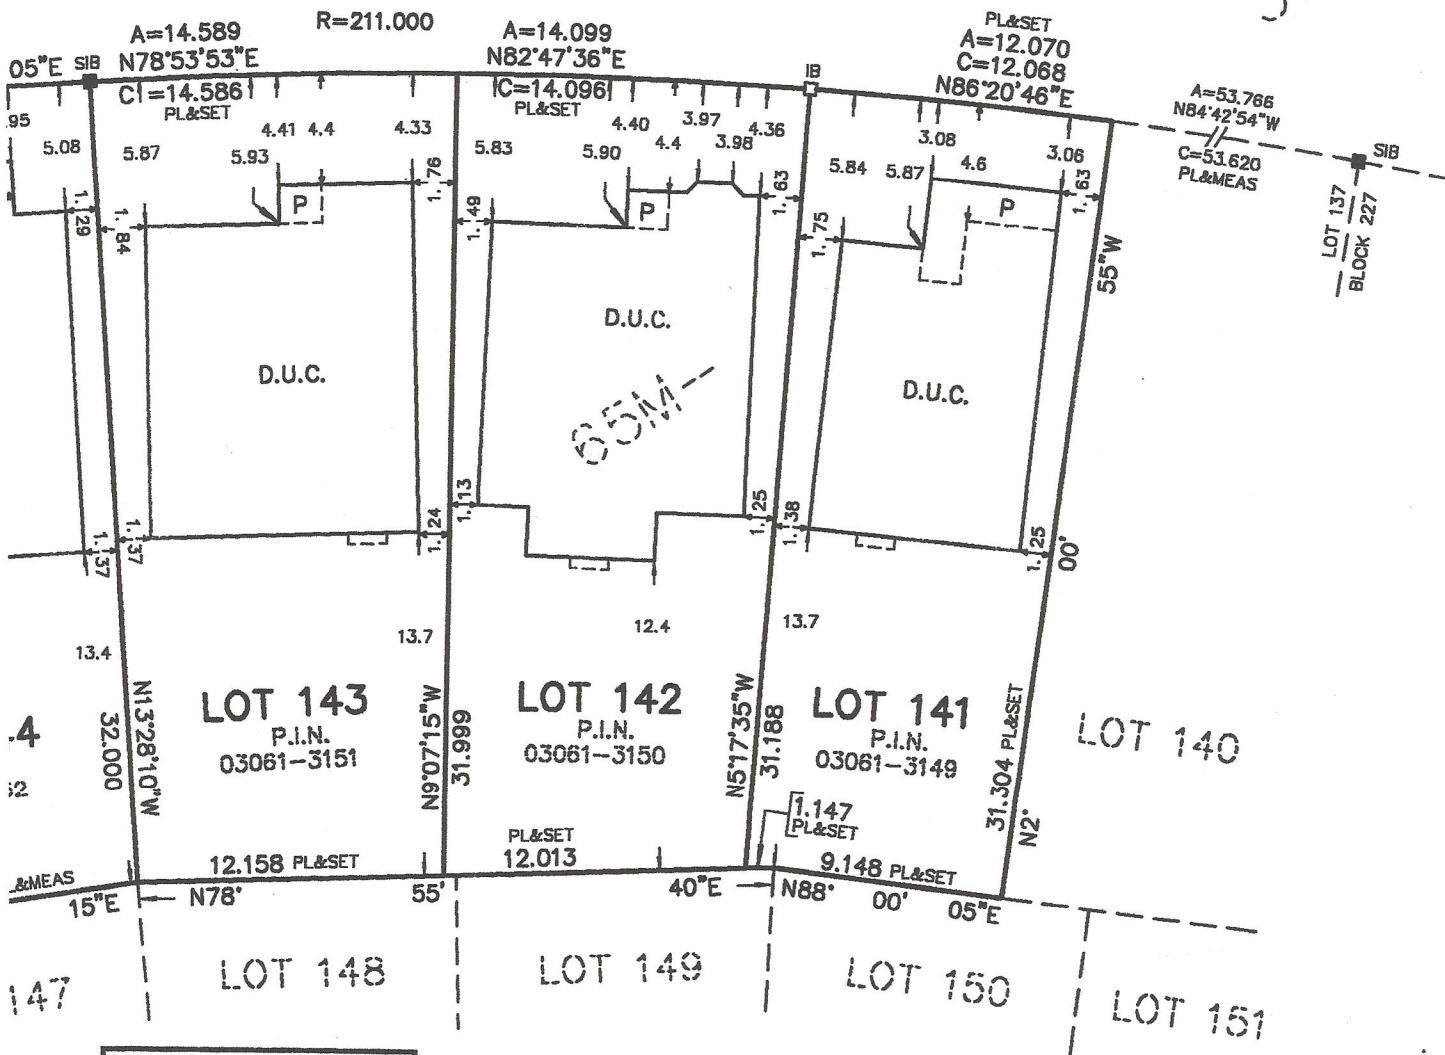 R=211.000
A=14.589
N78°53'53"E
C=14.586
PL&SET
A=14.099
N82°47'36"E
C=14.096
PL&SET
PL&SET
A=12.070
C=12.068
N86°20'46"E
A=53.766
N84°42'54"W
C=53.620
PL&MEAS
05"E
SIB
IB
SIB
LOT 137
BLOCK 227
.95
5.08
5.87
5.93
4.41
4.4
4.33
5.83
5.90
4.40
4.4
3.97
3.98
4.36
5.84
5.87
3.08
4.6
3.06
1.29
1.84
1.76
1.49
1.63
1.75
1.63
P
P
P
55"W
D.U.C.
D.U.C.
D.U.C.
65M-
1.37
1.37
1.24
1.13
1.25
1.38
1.25
00'
13.4
13.7
12.4
13.7
N13°28'10"W
32.000
LOT 143
P.I.N.
03061-3151
N9°07'15"W
31.999
LOT 142
P.I.N.
03061-3150
N5°17'35"W
31.188
LOT 141
P.I.N.
03061-3149
31.304 PL&SET
N2°
LOT 140
.4
52
1.147
PL&SET
&MEAS
12.158 PL&SET
PL&SET
12.013
9.148 PL&SET
15"E
N78°
55'
40"E
N88°
00'
05"E
147
LOT 148
LOT 149
LOT 150
LOT 151